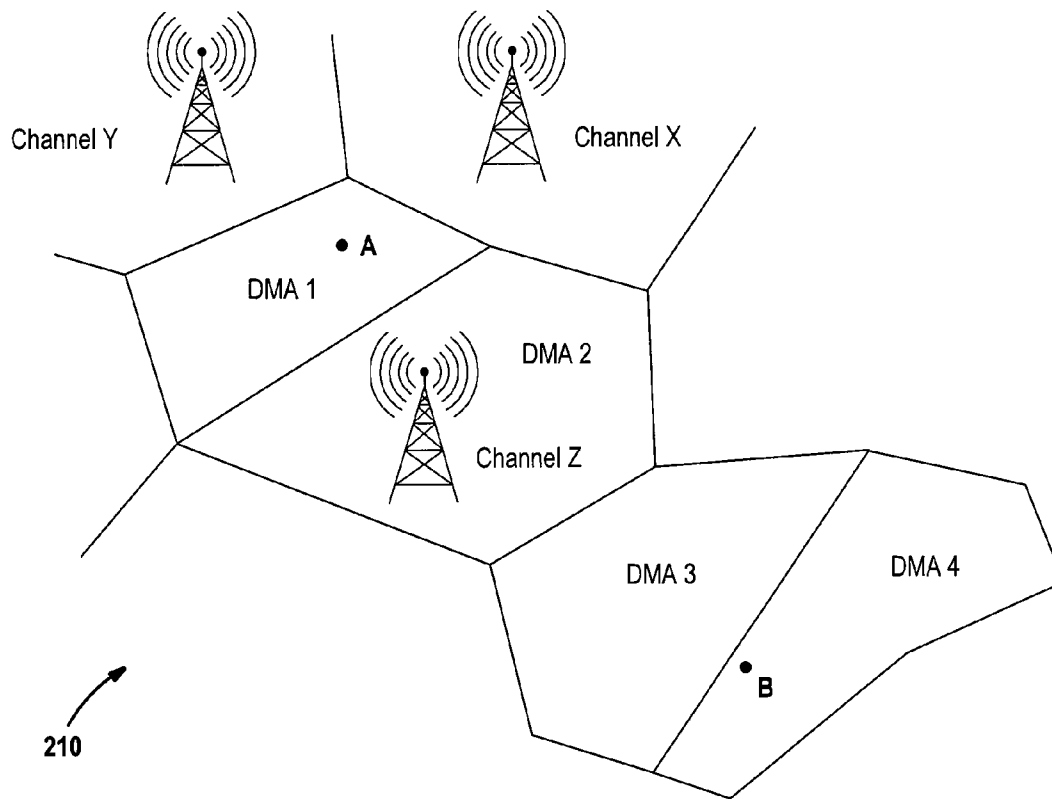 Channel Y
Channel X
A
DMA 1
DMA 2
Channel Z
DMA 3
DMA 4
B
210